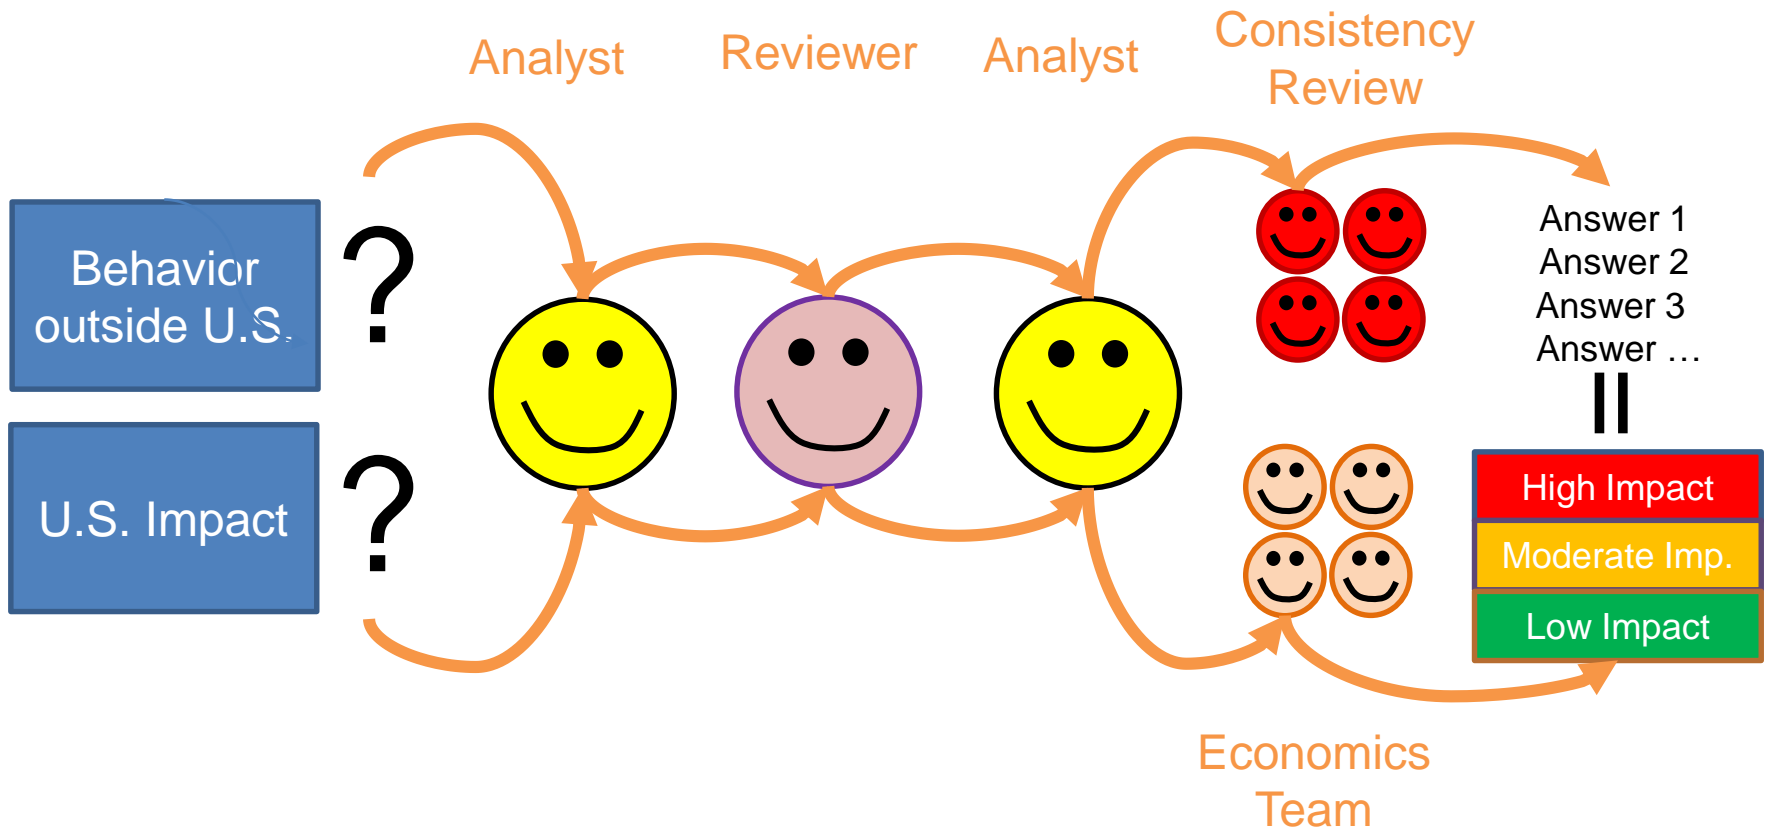 Analyst
Reviewer
Analyst
Consistency
Review
Behavior
outside U.S.
?
Answer 1
Answer 2
Answer 3
Answer …
U.S. Impact
?
High Impact
Moderate Imp.
Low Impact
Economics
Team